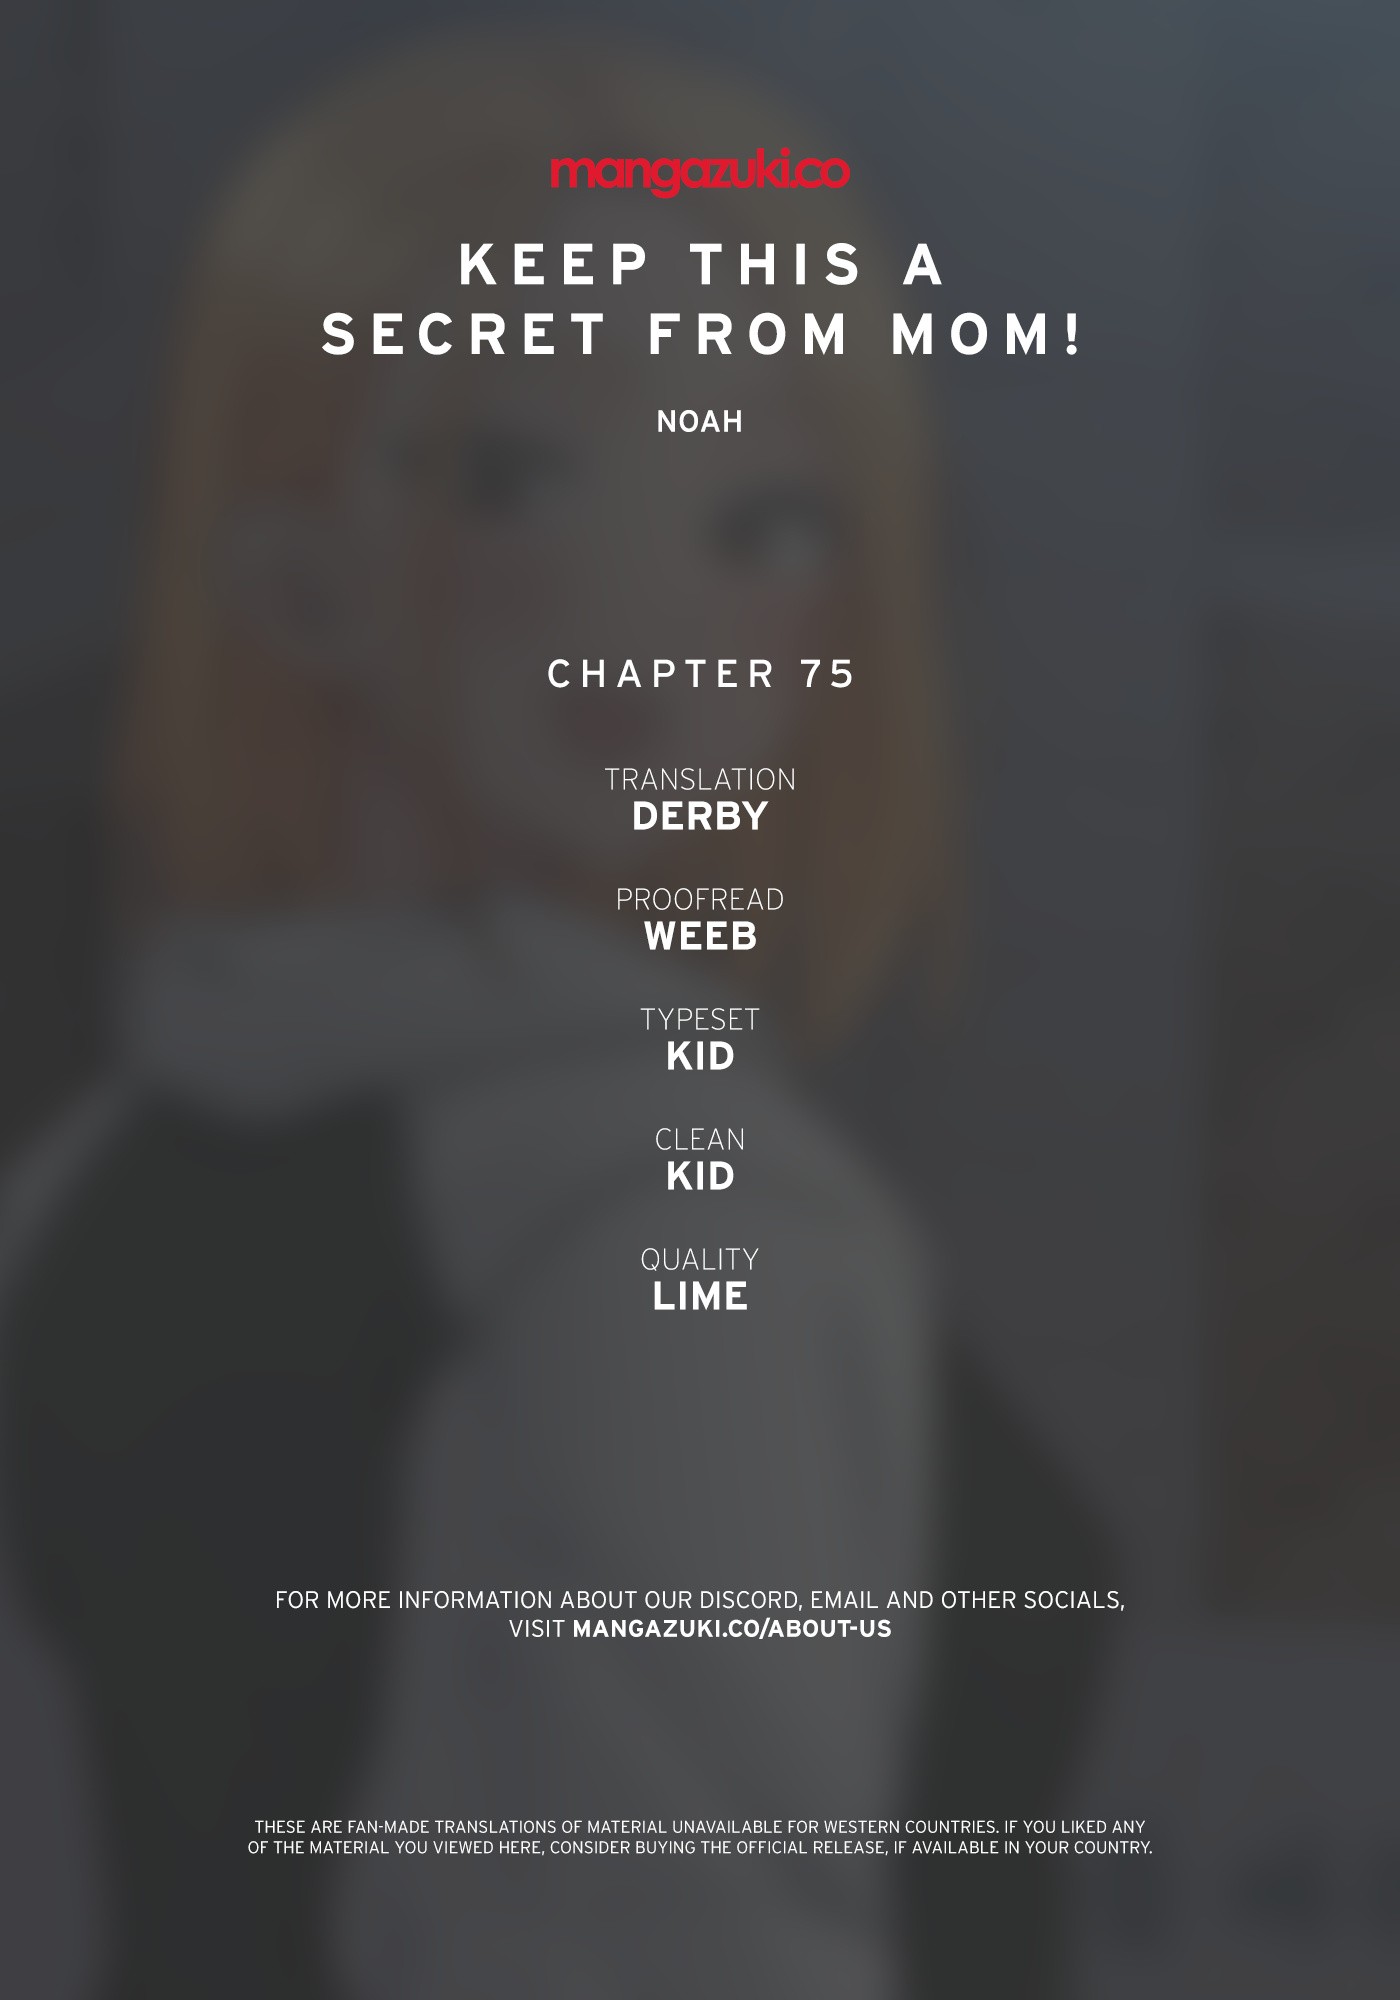 mangazuki.co
KEEP THIS A
SECRET FROM MOM!
NOAH
CHAPTER 75
TRANSLATION
DERBY
PROOFREAD
WEEB
TYPESET
KID
CLEAN
KID
QUALITY
LIME
FOR MORE INFORMATION ABOUT OUR DISCORD, EMAIL AND OTHER SOCIALS,
VISIT MANGAZUKI.CO/ABOUT-US
THESE ARE FAN-MADE TRANSLATIONS OF MATERIAL UNAVAILABLE FOR WESTERN COUNTRIES. IF YOU LIKED ANY
OF THE MATERIAL YOU VIEWED HERE, CONSIDER BUYING THE OFFICIAL RELEASE, IF AVAILABLE IN YOUR COUNTRY.